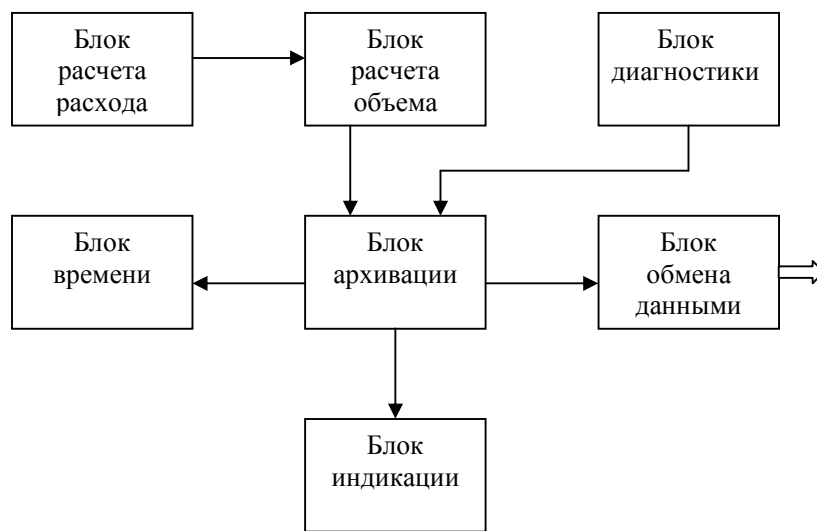 Блок
расчета
расхода
Блок
расчета
объема
Блок
диагностики
Блок
времени
Блок
архивации
Блок
обмена
данными
Блок
индикации